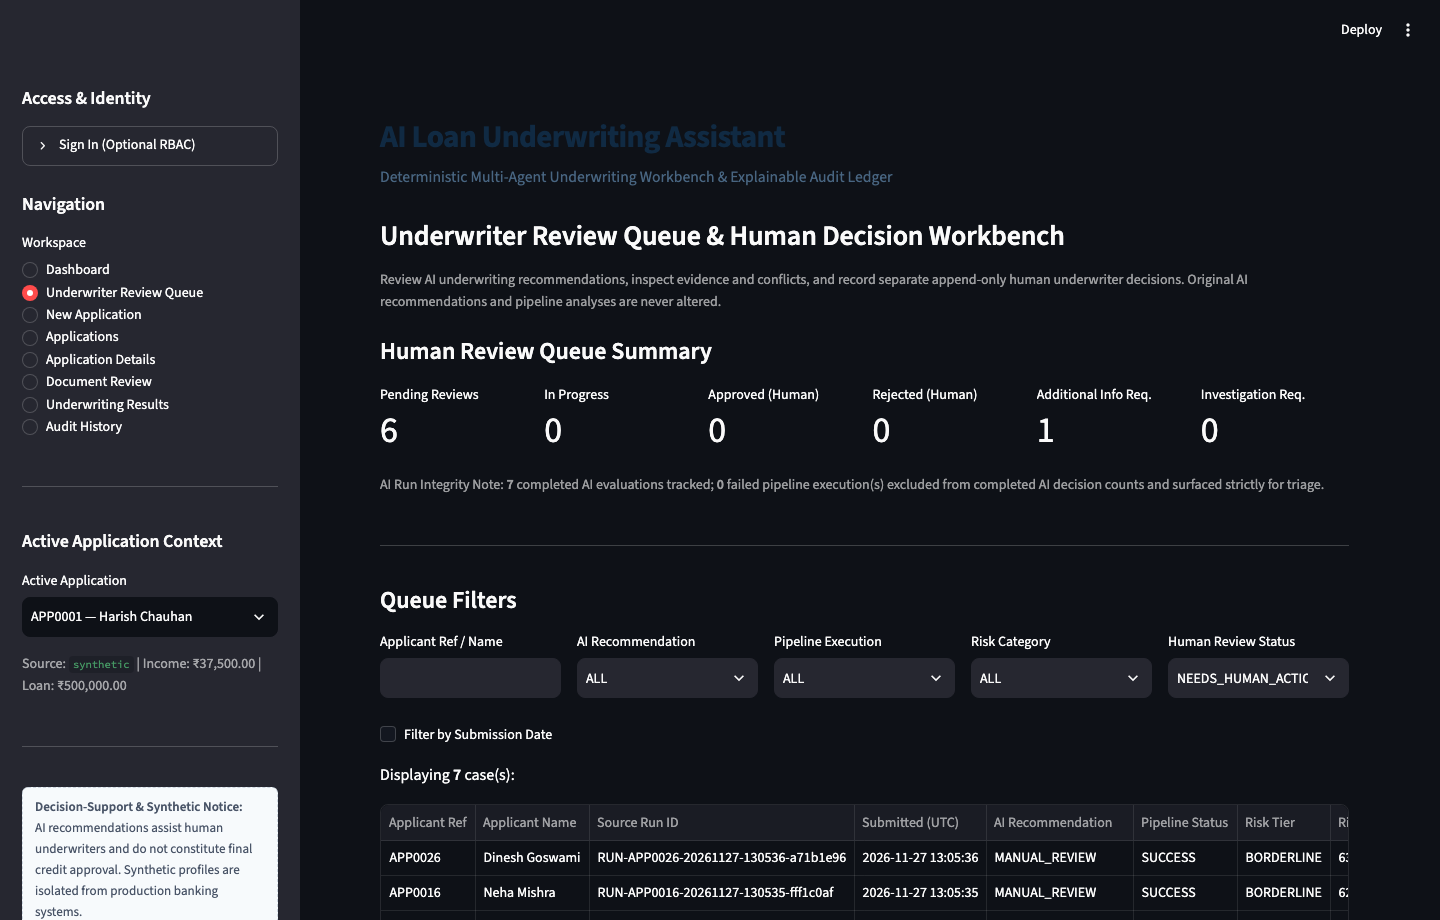 Deploy
Access & Identity
Sign In (Optional RBAC)
Navigation
Workspace
Dashboard
Underwriter Review Queue
New Application
Applications
Application Details
Document Review
Underwriting Results
Audit History
Active Application Context
Active Application
APP0001 — Harish Chauhan
Source: synthetic | Income: ₹37,500.00 |
Loan: ₹500,000.00
Decision-Support & Synthetic Notice:
AI recommendations assist human
underwriters and do not constitute final
credit approval. Synthetic profiles are
isolated from production banking
systems.
AI Loan Underwriting Assistant
Deterministic Multi-Agent Underwriting Workbench & Explainable Audit Ledger
Underwriter Review Queue & Human Decision Workbench
Review AI underwriting recommendations, inspect evidence and conflicts, and record separate append-only human underwriter decisions. Original AI
recommendations and pipeline analyses are never altered.
Human Review Queue Summary
Pending Reviews In Progress Approved (Human) Rejected (Human) Additional Info Req. Investigation Req.
6 0 0 0 1 0
AI Run Integrity Note: 7 completed AI evaluations tracked; 0 failed pipeline execution(s) excluded from completed AI decision counts and surfaced strictly for triage.
Queue Filters
Applicant Ref / Name AI Recommendation Pipeline Execution Risk Category Human Review Status
ALL ALL ALL NEEDS_HUMAN_ACTIO
Filter by Submission Date
Displaying 7 case(s):
Applicant Ref Applicant Name Source Run ID Submitted (UTC) AI Recommendation Pipeline Status Risk Tier
APP0026 Dinesh Goswami RUN-APP0026-20261127-130536-a71b1e96 2026-11-27 13:05:36 MANUAL_REVIEW SUCCESS BORDERLINE
APP0016 Neha Mishra RUN-APP0016-20261127-130535-fff1c0af 2026-11-27 13:05:35 MANUAL_REVIEW SUCCESS BORDERLINE